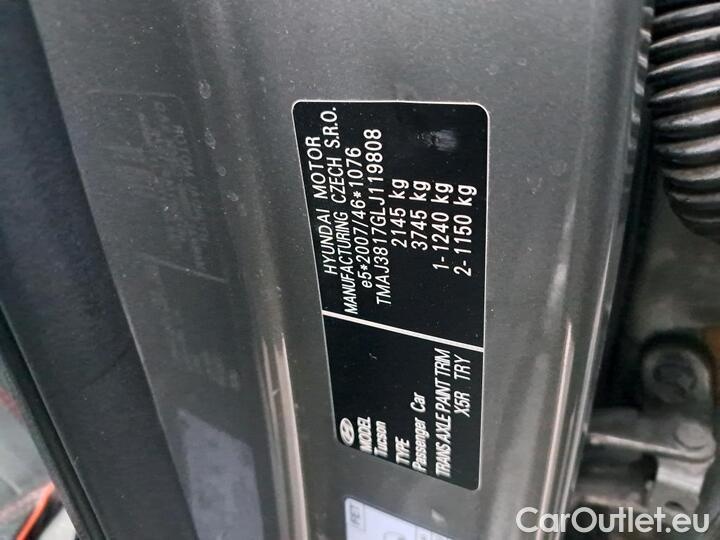 HYUNDAI MOTOR
MANUFACTURING CZECH S.R.O.
e5*2007/46*1076
TMAJ3817GLJ119808
2145 kg
3745 kg
1- 1240 kg
2- 1150 kg
MODEL
Tucson
TYPE
Passenger Car
TRANS AXLE PAINT TRIM
X5R TRY
CarOutlet.eu